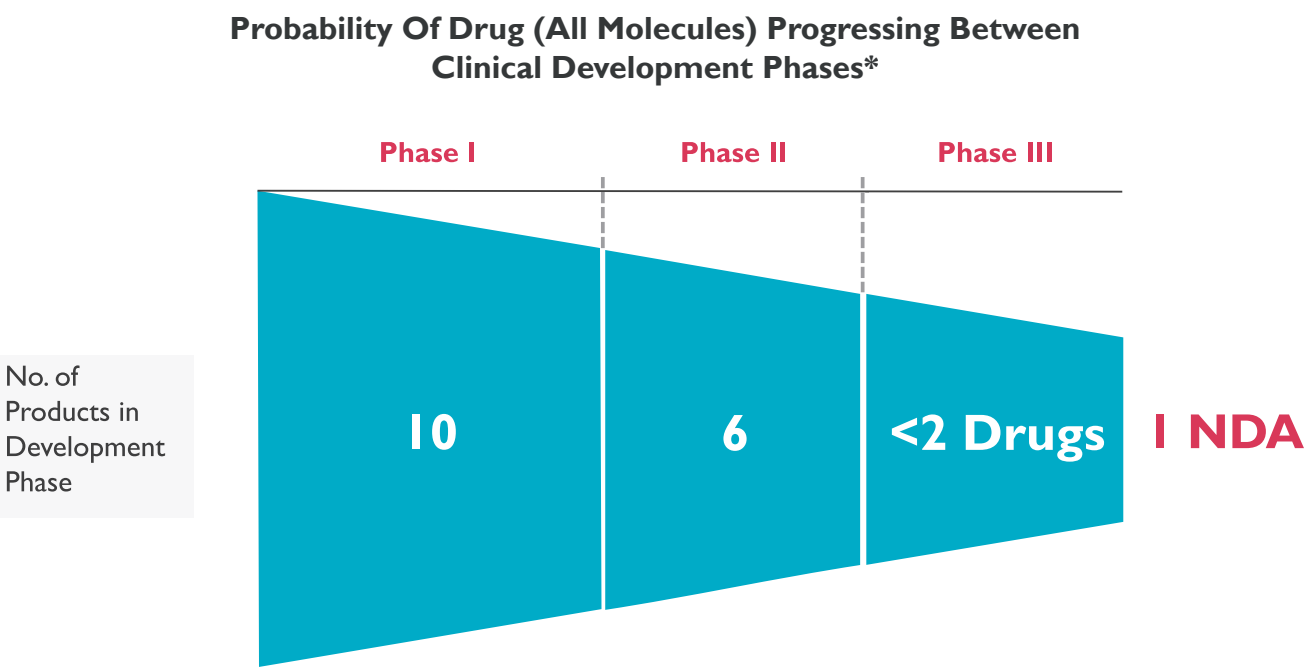 Probability Of Drug (All Molecules) Progressing Between
Clinical Development Phases*
Phase I
Phase II
Phase III
No. of
Products in
Development
Phase
10
6
<2 Drugs
1 NDA